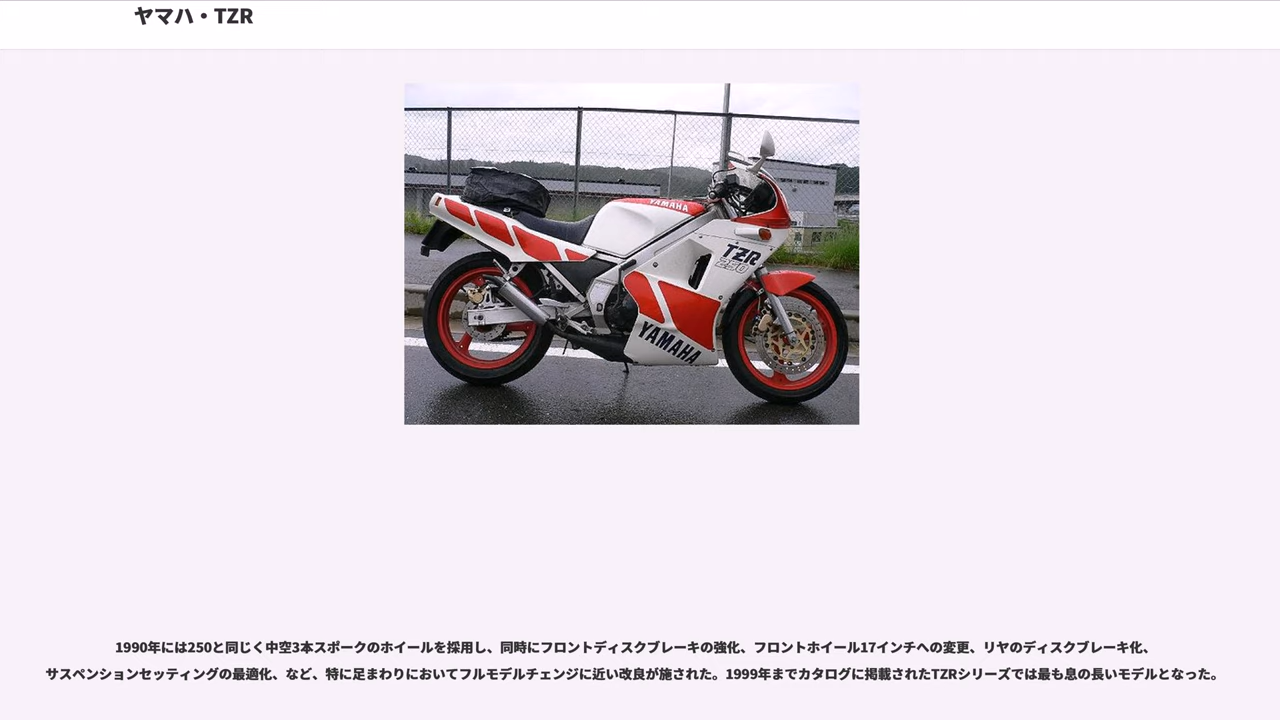 ヤマハ・TZR
YAMAHA
TZR
250
YAMAHA
1990年には250と同じく中空3本スポークのホイールを採用し、同時にフロントディスクブレーキの強化、フロントホイール17インチへの変更、リヤのディスクブレーキ化、
サスペンションセッティングの最適化、など、特に足まわりにおいてフルモデルチェンジに近い改良が施された。1999年までカタログに掲載されたTZRシリーズでは最も息の長いモデルとなった。